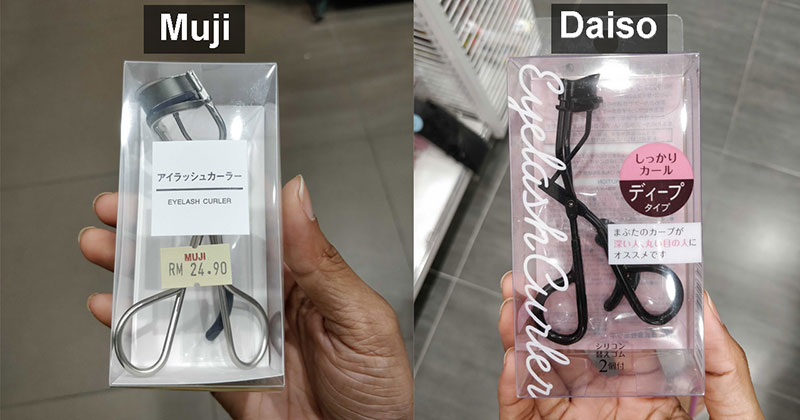 Muji
アイラッシュカーラー
EYELASH CURLER
MUJI
RM 24.90
Daiso
Eyelash Curler
しっかり
カール
ディープ
タイプ
まぶたのカーブが
深い人、丸い目の人に
オススメです
シリコン
替えゴム
2個付